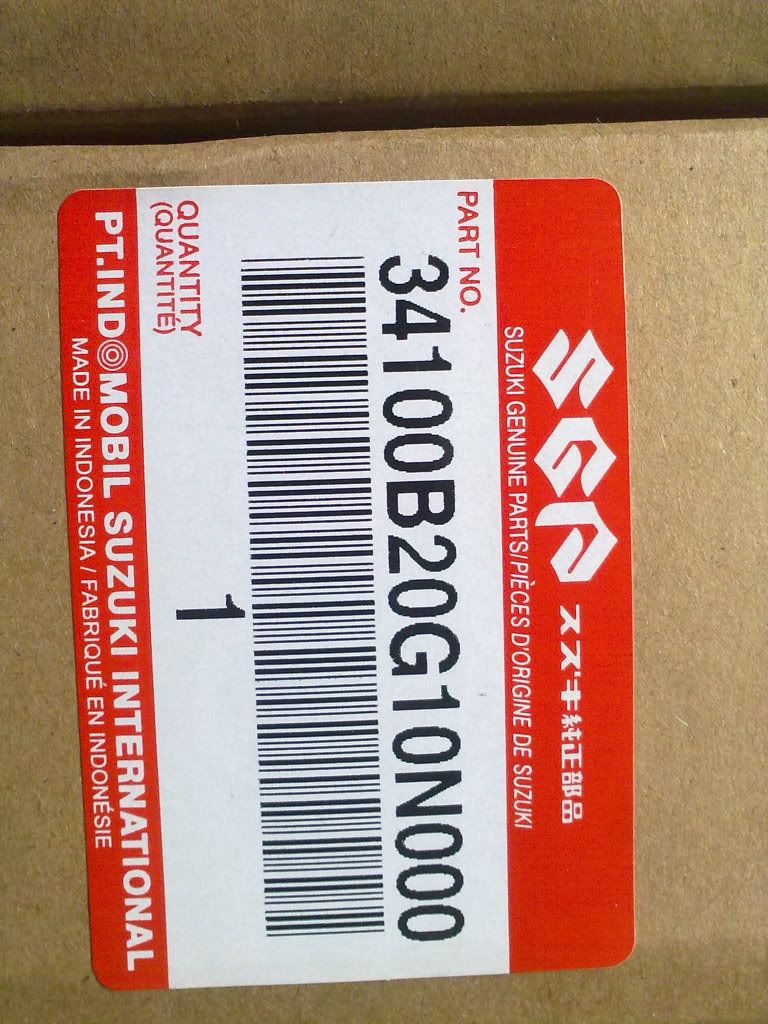 SGP スズキ純正部品
SUZUKI GENUINE PARTS/PIÈCES D'ORIGINE DE SUZUKI
PART NO.
34100B20G10N000
1
QUANTITY
(QUANTITÉ)
PT.INDOMOBIL SUZUKI INTERNATIONAL
MADE IN INDONESIA / FABRIQUÉ EN INDONÉSIE